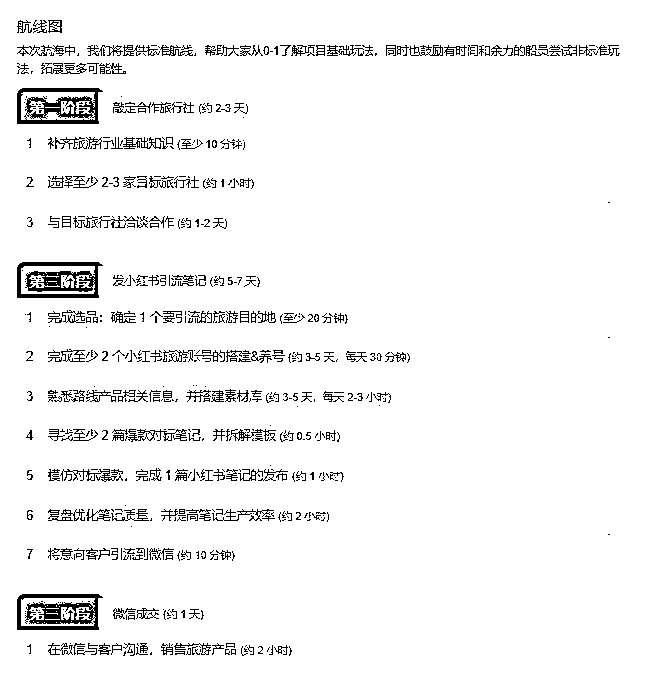 航线图
本次航海中，我们将提供标准航线，帮助大家从0-1了解项目基础玩法，同时也鼓励有时间和余力的船员尝试非标准玩
法，拓展更多可能性。
第一阶段 敲定合作旅行社 (约 2-3 天)
1 补齐旅游行业基础知识 (至少 10 分钟)
2 选择至少 2-3 家目标旅行社 (约 1 小时)
3 与目标旅行社洽谈合作 (约 1-2 天)
第二阶段 发小红书引流笔记 (约 5-7 天)
1 完成选品：确定 1 个要引流的旅游目的地 (至少 20 分钟)
2 完成至少 2 个小红书旅游账号的搭建&养号 (约 3-5 天，每天 30 分钟)
3 熟悉路线产品相关信息，并搭建素材库 (约 3-5 天，每天 2-3 小时)
4 寻找至少 2 篇爆款对标笔记，并拆解模板 (约 0.5 小时)
5 模仿对标爆款，完成 1 篇小红书笔记的发布 (约 1 小时)
6 复盘优化笔记质量，并提高笔记生产效率 (约 2 小时)
7 将意向客户引流到微信 (约 10 分钟)
第三阶段 微信成交 (约 1 天)
1 在微信与客户沟通，销售旅游产品 (约 2 小时)